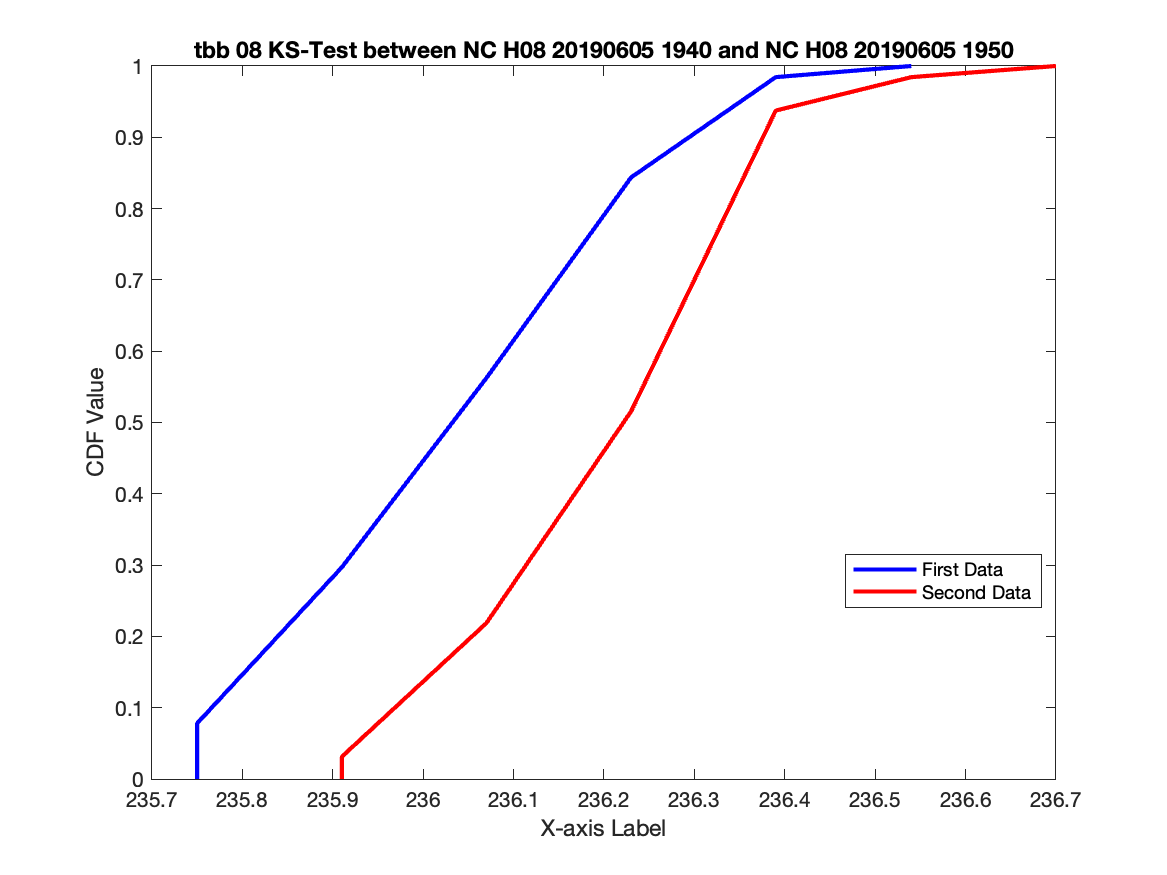 tbb 08 KS-Test between NC H08 20190605 1940 and NC H08 20190605 1950
1
0.9
0.8
0.7
0.6
0.5
0.4
0.3
0.2
0.1
0
CDF Value
First Data
Second Data
235.7 235.8 235.9 236 236.1 236.2 236.3 236.4 236.5 236.6 236.7
X-axis Label